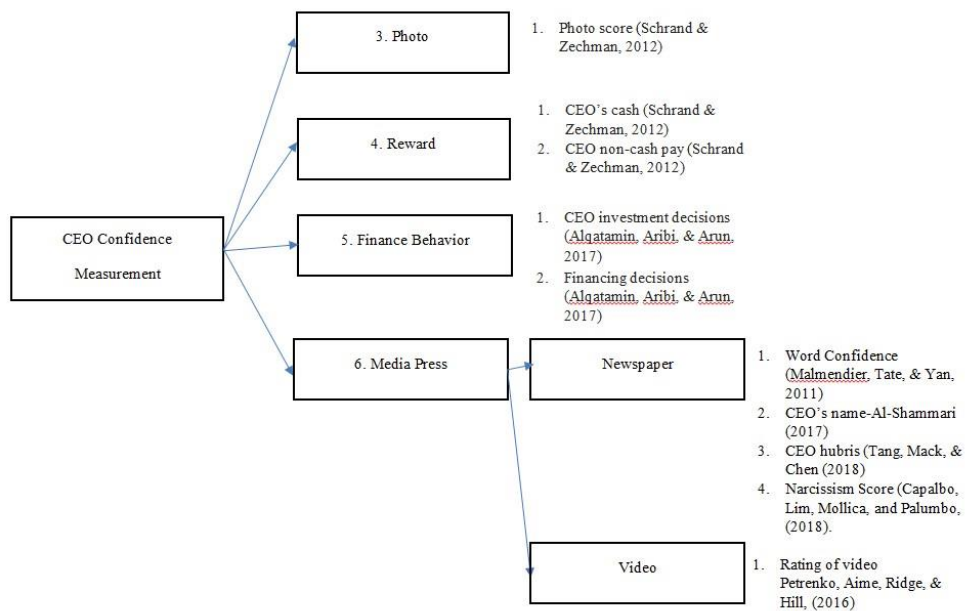 3. Photo
1. Photo score (Schrand &
Zechman, 2012)
4. Reward
1. CEO’s cash (Schrand &
Zechman, 2012)
2. CEO non-cash pay (Schrand
& Zechman, 2012)
CEO Confidence
Measurement
5. Finance Behavior
1. CEO investment decisions
(Alqatamin, Aribi, & Arun,
2017)
2. Financing decisions
(Alqatamin, Aribi, & Arun,
2017)
6. Media Press
Newspaper
1. Word Confidence
(Malmendier, Tate, & Yan,
2011)
2. CEO’s name-Al-Shammari
(2017)
3. CEO hubris (Tang, Mack, &
Chen (2018)
4. Narcissism Score (Capalbo,
Lim, Mollica, and Palumbo,
(2018).
Video
1. Rating of video
Petrenko, Aime, Ridge, &
Hill, (2016)